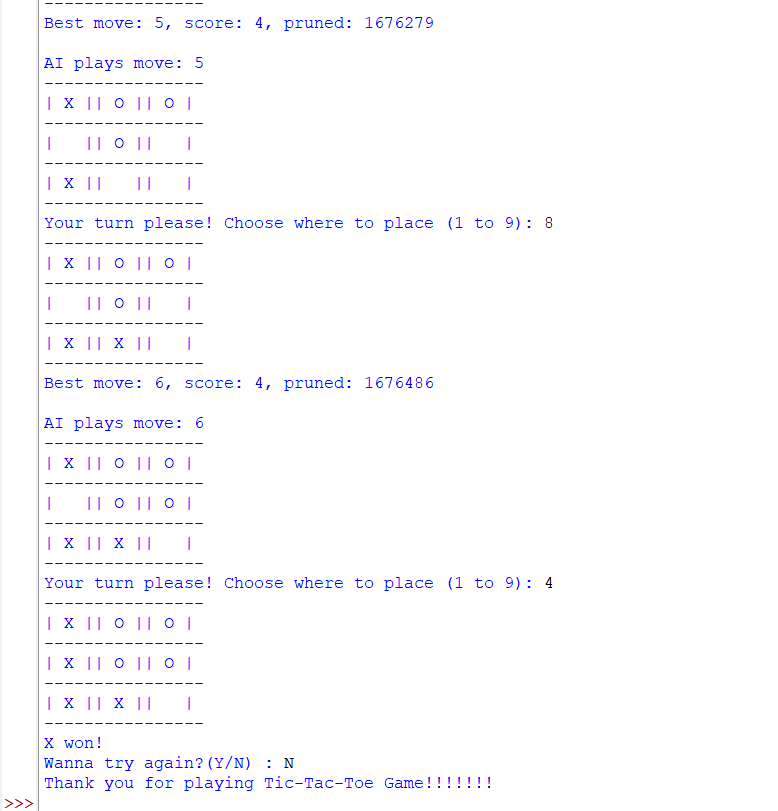 ----------------
Best move: 5, score: 4, pruned: 1676279
AI plays move: 5
----------------
| X || O || O |
----------------
|   || O ||   |
----------------
| X ||   ||   |
----------------
Your turn please! Choose where to place (1 to 9): 8
----------------
| X || O || O |
----------------
|   || O ||   |
----------------
| X || X ||   |
----------------
Best move: 6, score: 4, pruned: 1676486
AI plays move: 6
----------------
| X || O || O |
----------------
|   || O || O |
----------------
| X || X ||   |
----------------
Your turn please! Choose where to place (1 to 9): 4
----------------
| X || O || O |
----------------
| X || O || O |
----------------
| X || X ||   |
----------------
X won!
Wanna try again?(Y/N) : N
Thank you for playing Tic-Tac-Toe Game!!!!!!!
>>>